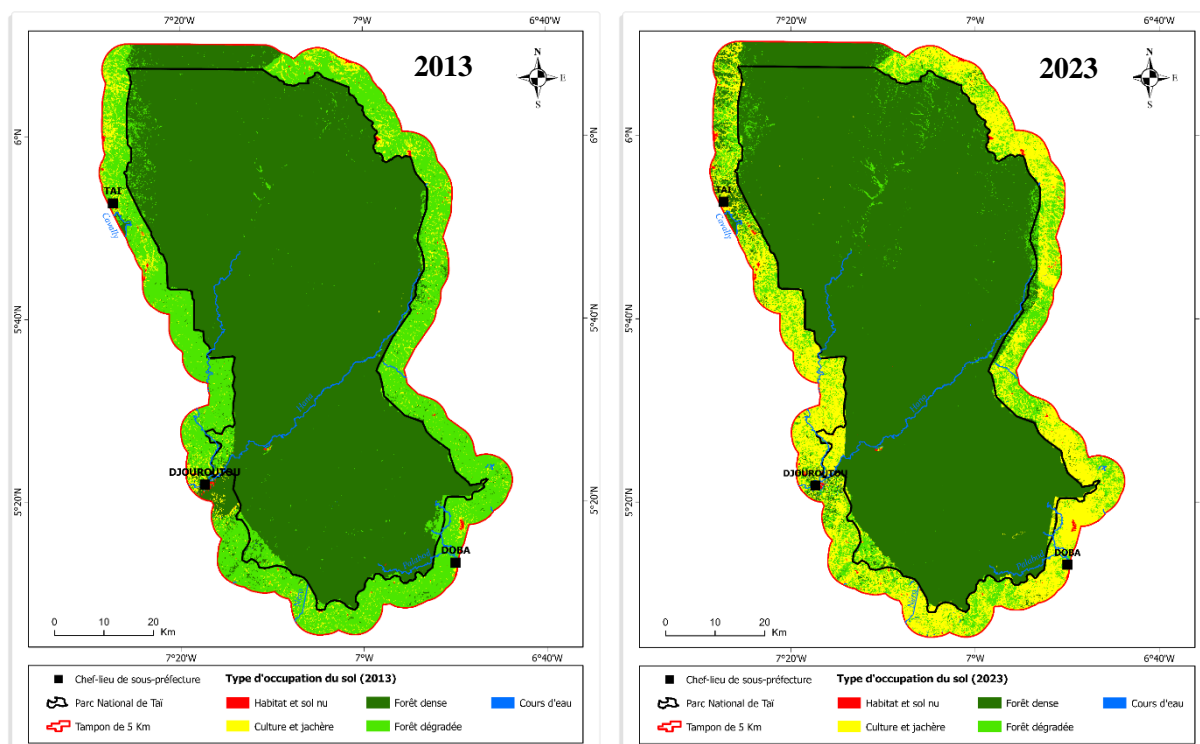 7°20'W 7°W 6°40'W
2013
N
E
S
6°N
6°N
TAI
Cavally
5°40'N
5°40'N
Hana
DJOUROUTOU
5°20'N
5°20'N
DOBA
0 10 20
Km
7°20'W 7°W 6°40'W
Type d'occupation du sol (2013)
Chef-lieu de sous-préfecture
Parc National de Taï
Tampon de 5 Km
Habitat et sol nu
Culture et jachère
Forêt dense
Forêt dégradée
Cours d'eau
7°20'W 7°W 6°40'W
2023
N
E
S
6°N
6°N
TAI
Cavally
5°40'N
5°40'N
Hana
DJOUROUTOU
5°20'N
5°20'N
DOBA
0 10 20
Km
7°20'W 7°W 6°40'W
Type d'occupation du sol (2023)
Chef-lieu de sous-préfecture
Parc National de Taï
Tampon de 5 Km
Habitat et sol nu
Culture et jachère
Forêt dense
Forêt dégradée
Cours d'eau